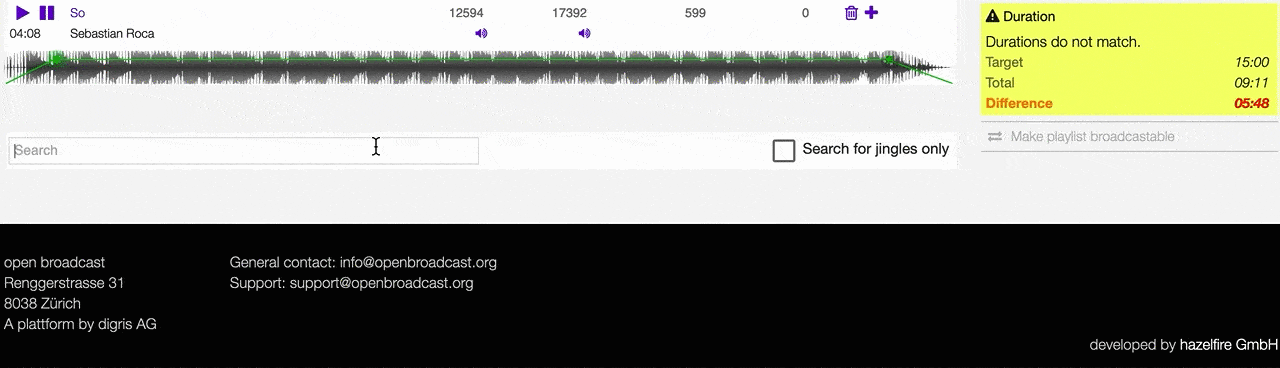 So 12594 17392 599 0
04:08 Sebastian Roca
Search
Search for jingles only
Duration
Durations do not match.
Target 15:00
Total 09:11
Difference 05:48
Make playlist broadcastable
open broadcast
Renggerstrasse 31
8038 Zürich
A plattform by digris AG
General contact: info@openbroadcast.org
Support: support@openbroadcast.org
developed by hazelfire GmbH